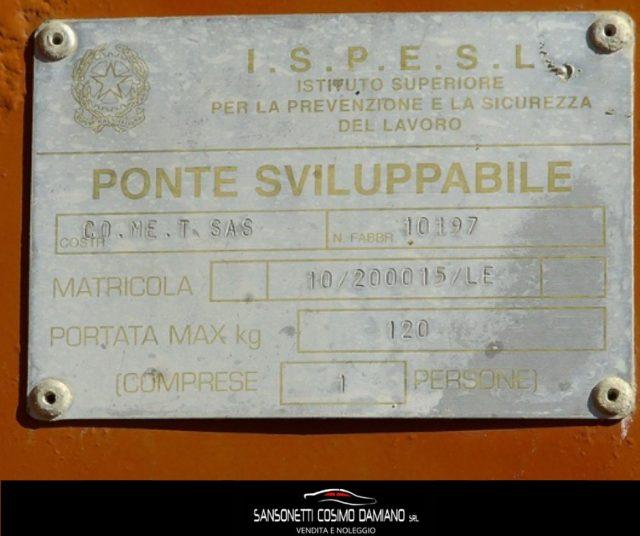 I.S.P.E.S.L
ISTITUTO SUPERIORE
PER LA PREVENZIONE E LA SICUREZZA
DEL LAVORO
PONTE SVILUPPABILE
COSTR. CO.ME.T SAS N. FABBR. 10197
MATRICOLA 10/200015/LE
PORTATA MAX kg 120
(COMPRESE 1 PERSONE)
SANSONETTI COSIMO DAMIANO SRL
VENDITA E NOLEGGIO